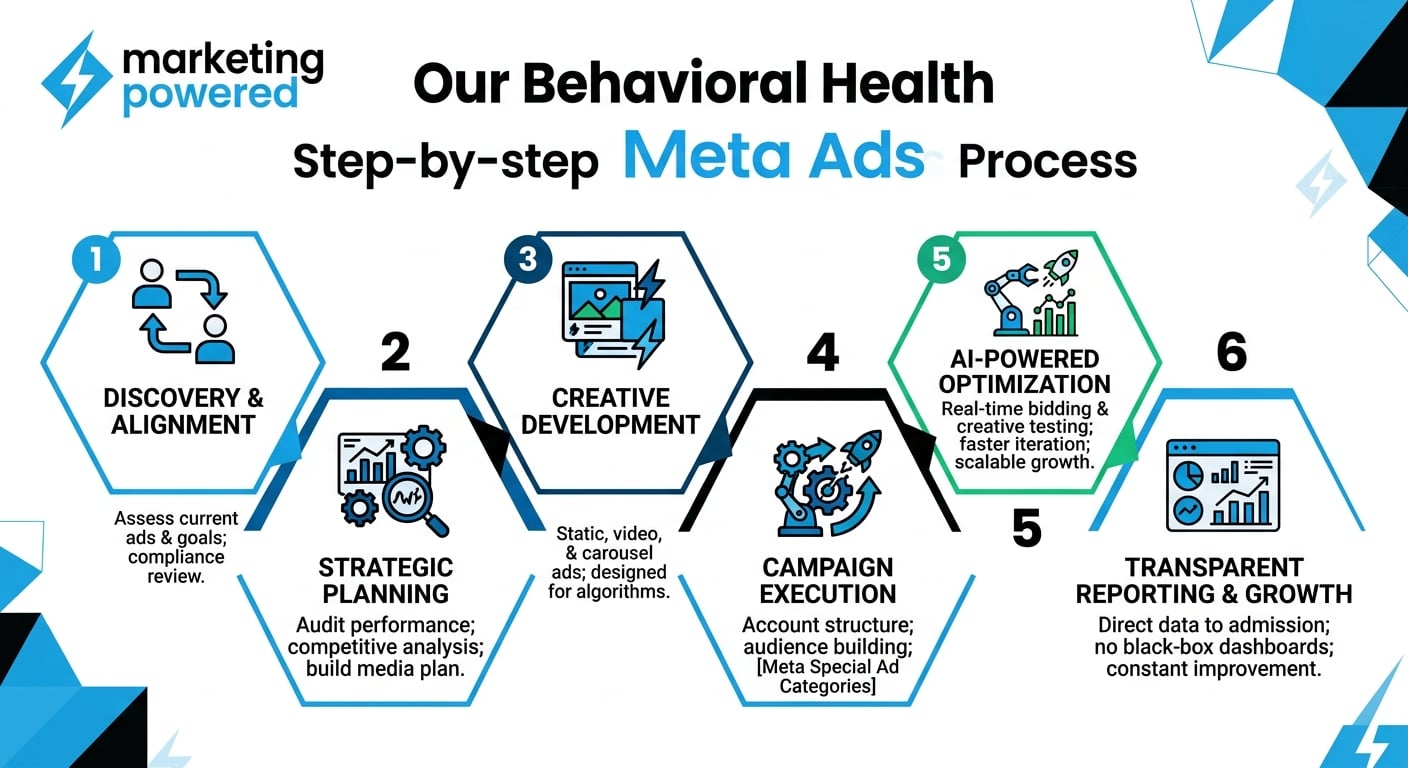 marketing
powered
Our Behavioral Health
Step-by-step Meta Ads Process
1
DISCOVERY &
ALIGNMENT
Assess current
ads & goals;
compliance
review.
2
STRATEGIC
PLANNING
Audit performance;
competitive analysis;
build media plan.
3
CREATIVE
DEVELOPMENT
Static, video,
& carousel
ads; designed
for algorithms.
4
CAMPAIGN
EXECUTION
Account structure;
audience building;
[Meta Special Ad
Categories]
5
AI-POWERED
OPTIMIZATION
Real-time bidding &
creative testing;
faster iteration;
scalable growth.
5
6
TRANSPARENT
REPORTING & GROWTH
Direct data to admission;
no black-box dashboards;
constant improvement.